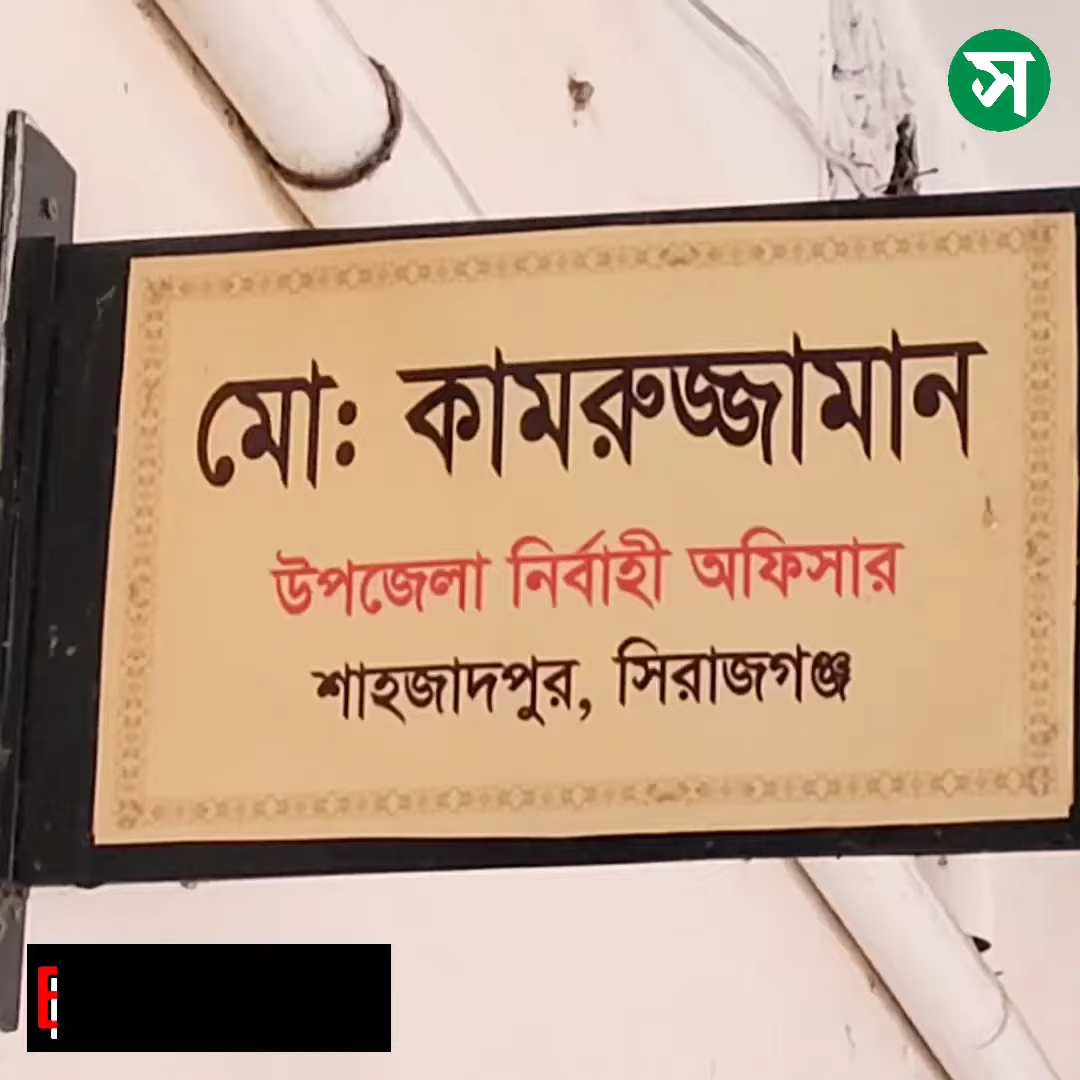 স
মো: কামরুজ্জামান
উপজেলা নির্বাহী অফিসার
শাহজাদপুর, সিরাজগঞ্জ